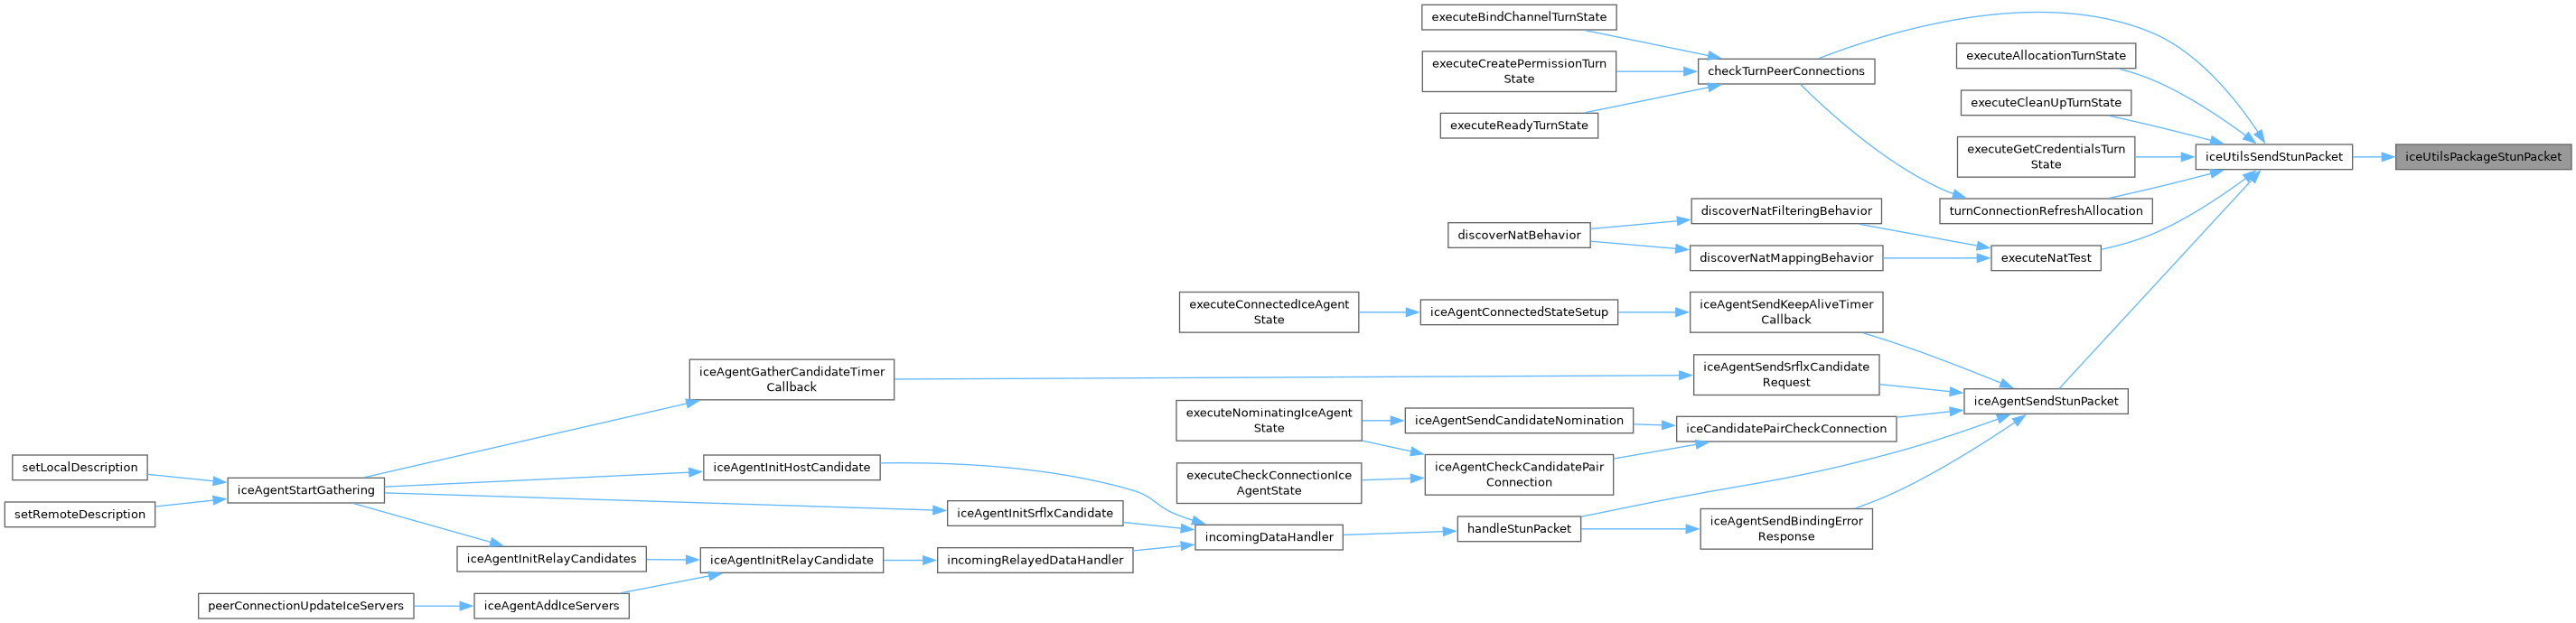 executeBindChannelTurnState
executeCreatePermissionTurn
State
executeReadyTurnState
checkTurnPeerConnections
executeAllocationTurnState
executeCleanUpTurnState
executeGetCredentialsTurn
State
iceUtilsSendStunPacket
iceUtilsPackageStunPacket
turnConnectionRefreshAllocation
discoverNatFilteringBehavior
discoverNatBehavior
discoverNatMappingBehavior
executeNatTest
executeConnectedIceAgent
State
iceAgentConnectedStateSetup
iceAgentSendKeepAliveTimer
Callback
iceAgentGatherCandidateTimer
Callback
iceAgentSendSrflxCandidate
Request
iceAgentSendStunPacket
executeNominatingIceAgent
State
iceAgentSendCandidateNomination
iceCandidatePairCheckConnection
setLocalDescription
iceAgentStartGathering
iceAgentInitHostCandidate
executeCheckConnectionIce
AgentState
iceAgentCheckCandidatePair
Connection
setRemoteDescription
iceAgentInitSrflxCandidate
incomingDataHandler
handleStunPacket
iceAgentSendBindingError
Response
iceAgentInitRelayCandidates
iceAgentInitRelayCandidate
incomingRelayedDataHandler
peerConnectionUpdateIceServers
iceAgentAddIceServers